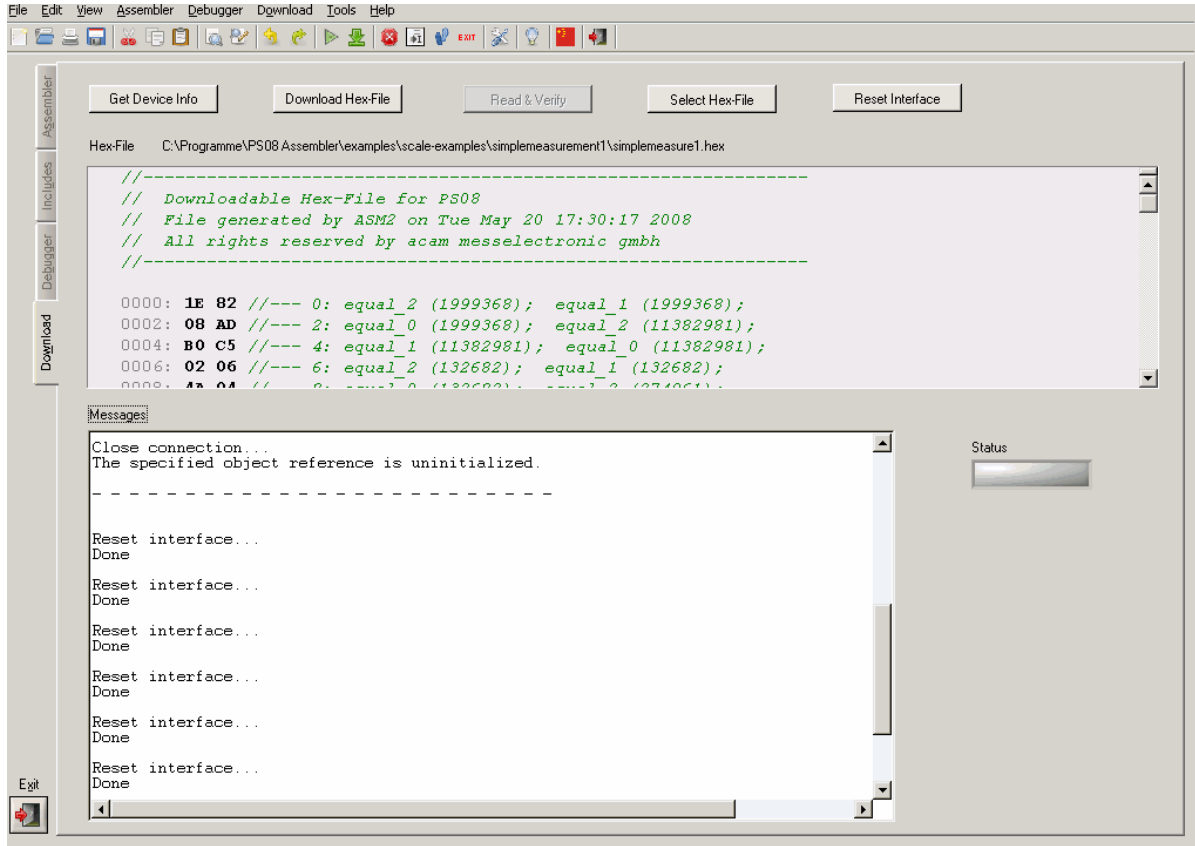 File Edit View Assembler Debugger Download Tools Help
EXIT
Assembler
Includes
Debugger
Download
Get Device Info Download Hex-File Read & Verify Select Hex-File Reset Interface
Hex-File C:\Programme\PS08 Assembler\examples\scale-examples\simplemeasurement1\simplemeasure1.hex
//---------------------------------------------------------------
// Downloadable Hex-File for PS08
// File generated by ASM2 on Tue May 20 17:30:17 2008
// All rights reserved by acam messelectronic gmbh
//---------------------------------------------------------------
0000: 1E 82 //--- 0: equal_2 (1999368); equal_1 (1999368);
0002: 08 AD //--- 2: equal_0 (1999368); equal_2 (11382981);
0004: B0 C5 //--- 4: equal_1 (11382981); equal_0 (11382981);
0006: 02 06 //--- 6: equal_2 (132682); equal_1 (132682);
Messages
Close connection...
The specified object reference is uninitialized.
- - - - - - - - - - - - - - - - - - - - - - - - -
Reset interface...
Done
Reset interface...
Done
Reset interface...
Done
Reset interface...
Done
Reset interface...
Done
Reset interface...
Done
Status
Exit